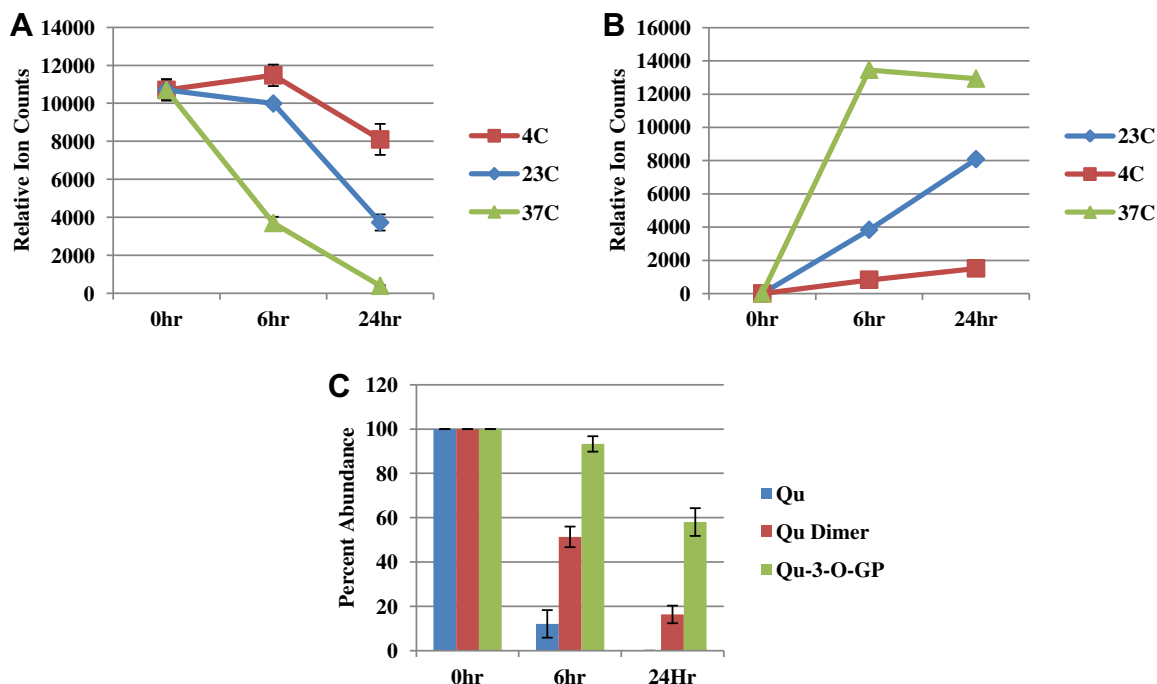 A
Relative Ion Counts
14000
12000
10000
8000
6000
4000
2000
0
0hr
6hr
24hr
4C
23C
37C
B
Relative Ion Counts
16000
14000
12000
10000
8000
6000
4000
2000
0
0hr
6hr
24hr
23C
4C
37C
C
Percent Abundance
120
100
80
60
40
20
0
0hr
6hr
24Hr
Qu
Qu Dimer
Qu-3-O-GP